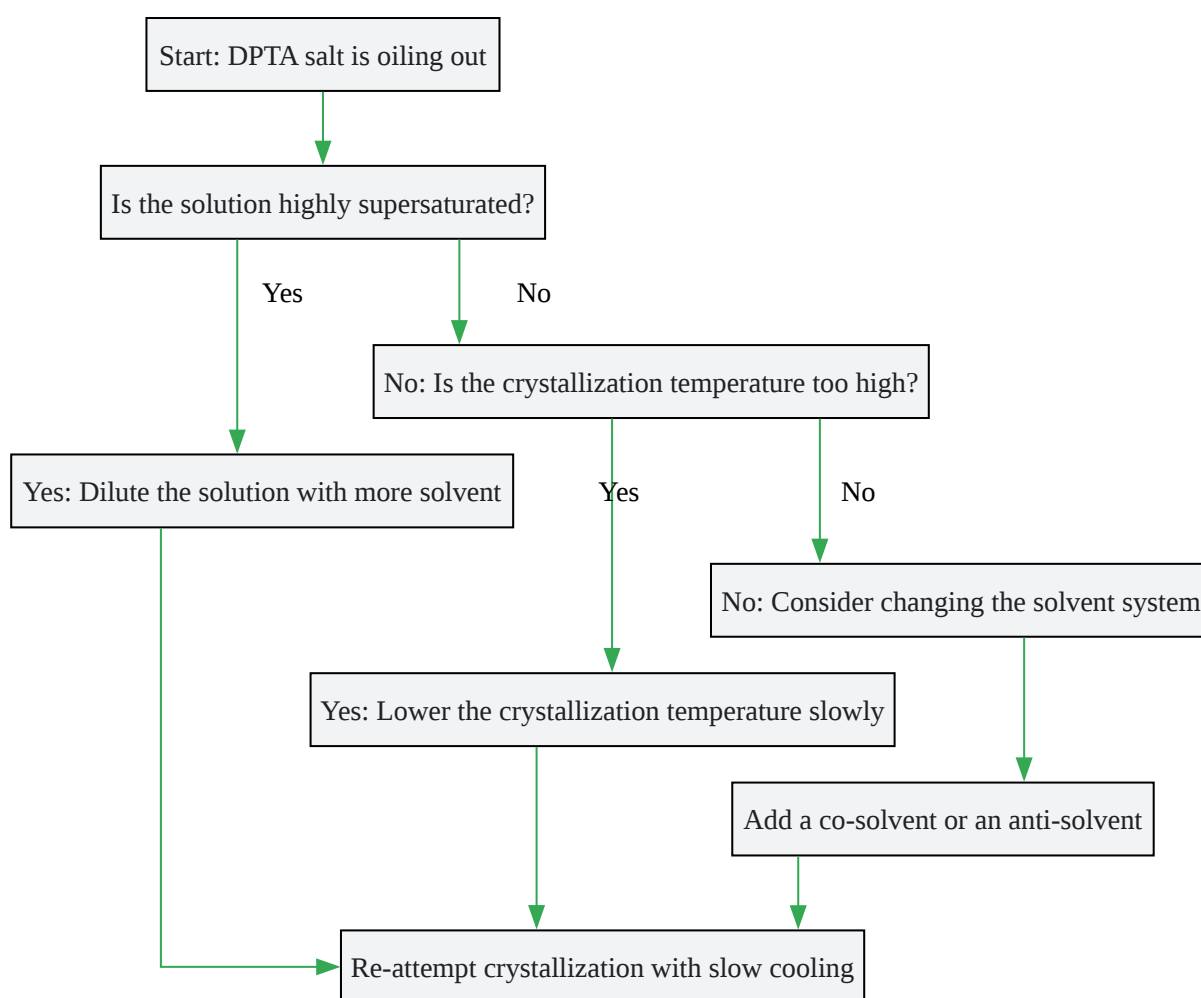 Start: DPTA salt is oiling out
Is the solution highly supersaturated?
Yes
No
No: Is the crystallization temperature too high?
Yes: Dilute the solution with more solvent
Yes
No
No: Consider changing the solvent system
Yes: Lower the crystallization temperature slowly
Add a co-solvent or an anti-solvent
Re-attempt crystallization with slow cooling